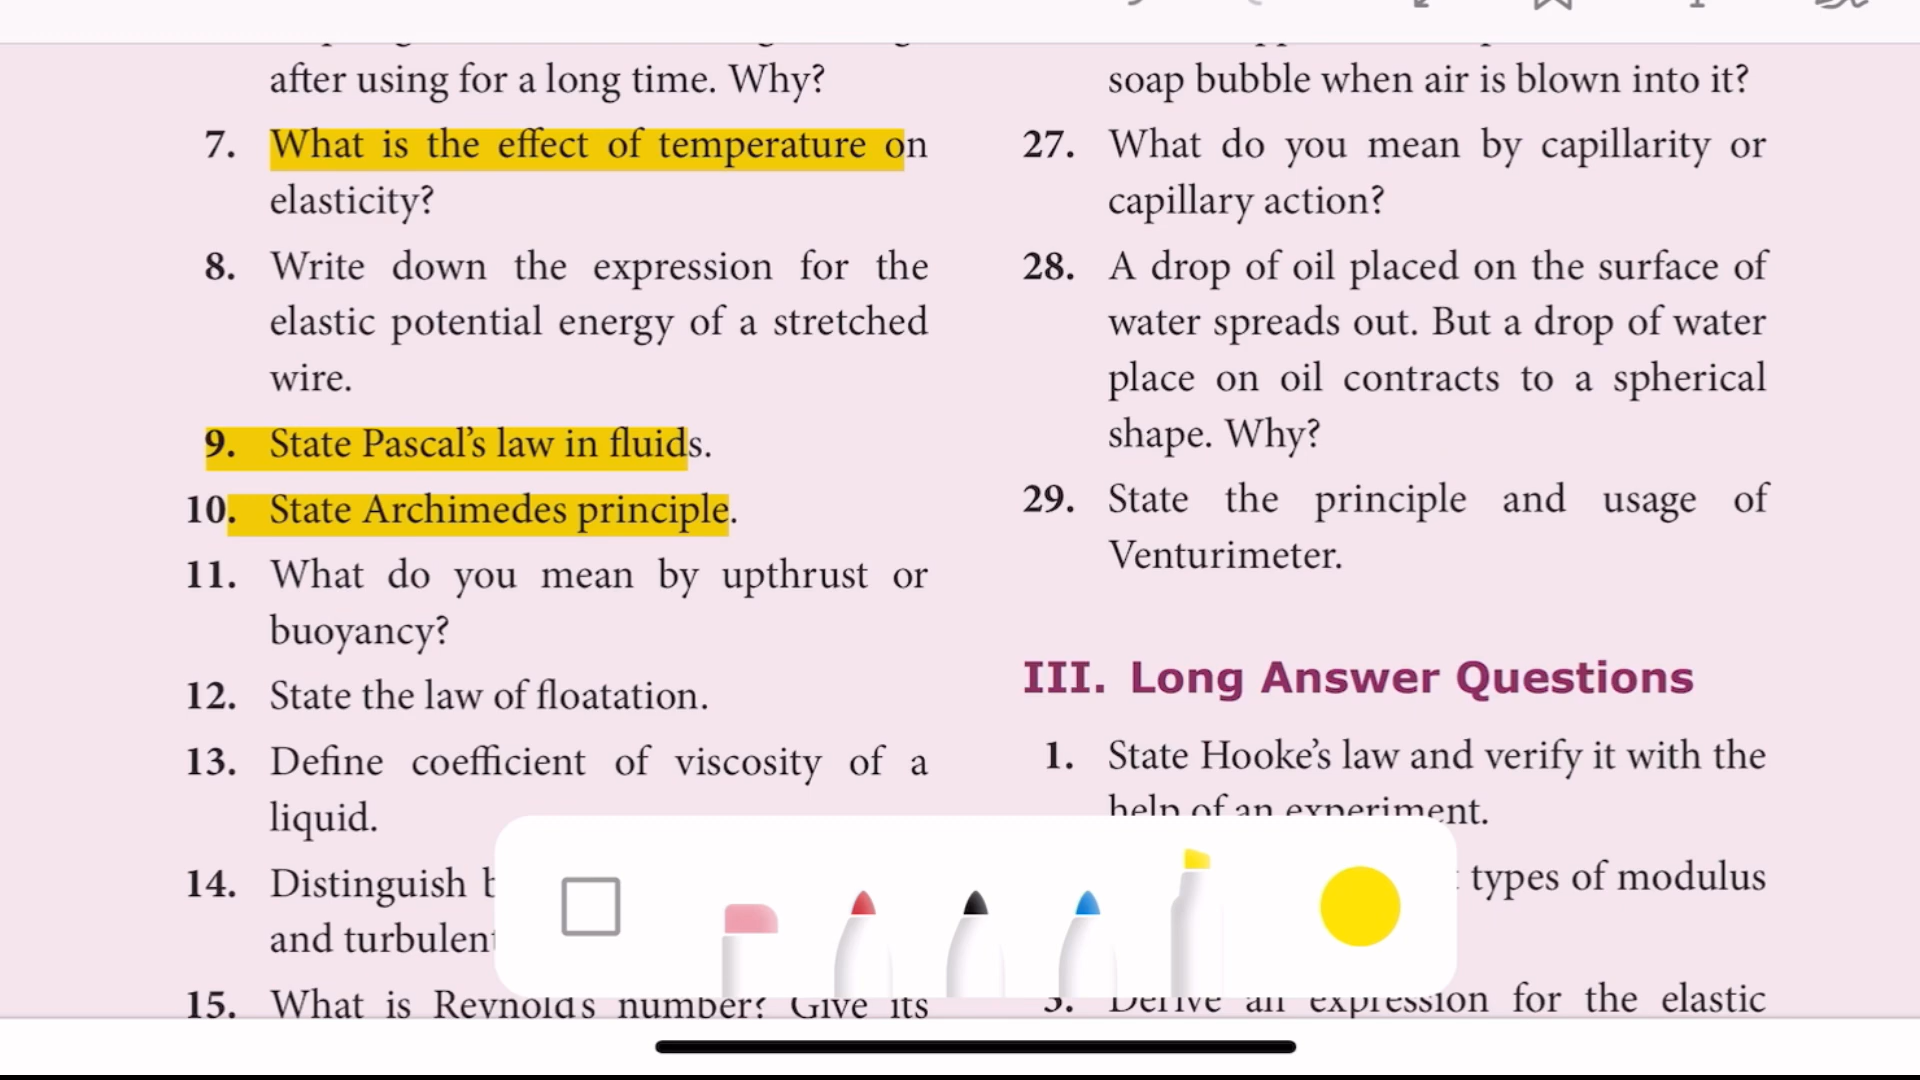 after using for a long time. Why?
7. What is the effect of temperature on
elasticity?
8. Write down the expression for the
elastic potential energy of a stretched
wire.
9. State Pascal's law in fluids.
10. State Archimedes principle.
11. What do you mean by upthrust or
buoyancy?
12. State the law of floatation.
13. Define coefficient of viscosity of a
liquid.
14. Distinguish
and turbulent
15. What is Reynold's number? Give its
soap bubble when air is blown into it?
27. What do you mean by capillarity or
capillary action?
28. A drop of oil placed on the surface of
water spreads out. But a drop of water
place on oil contracts to a spherical
shape. Why?
29. State the principle and usage of
Venturimeter.
III. Long Answer Questions
1. State Hooke's law and verify it with the
help of an experiment.
types of modulus
3. Derive an expression for the elastic